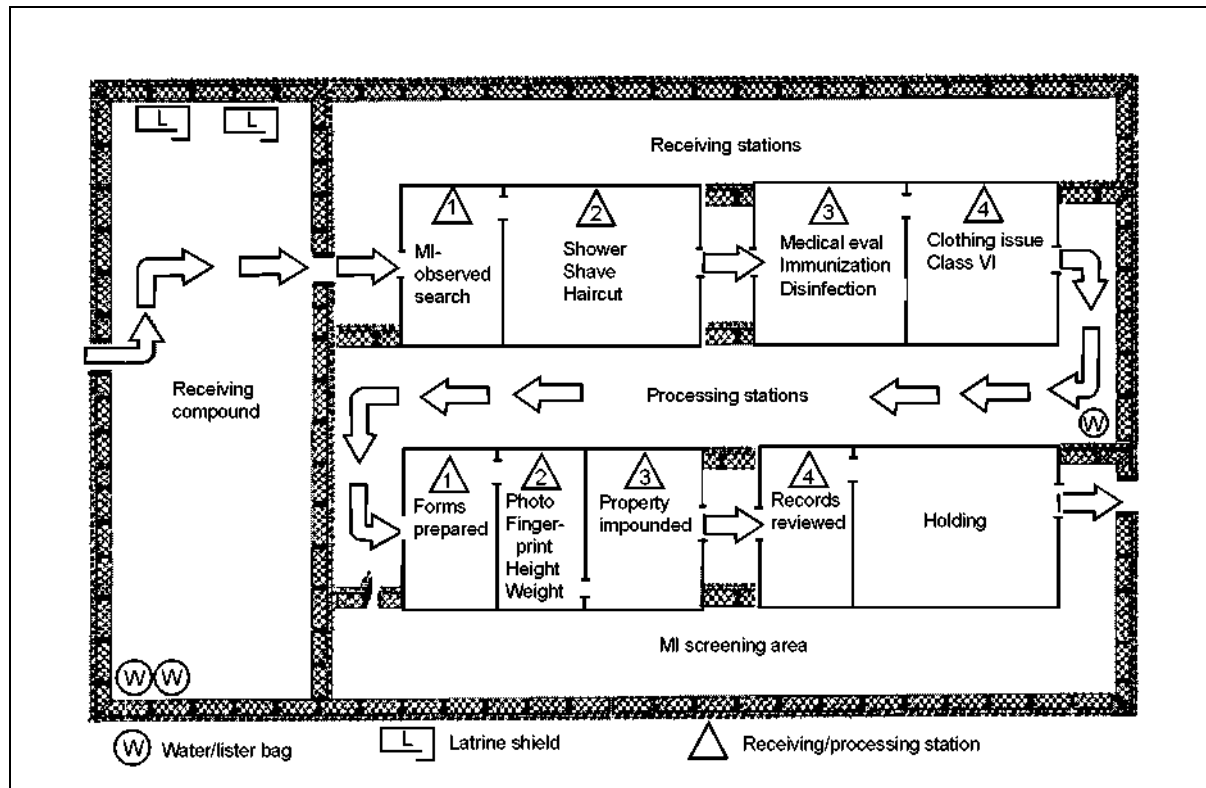 L
L
Receiving stations
1
MI-
observed
search
2
Shower
Shave
Haircut
3
Medical eval
Immunization
Disinfection
4
Clothing issue
Class VI
Receiving
compound
Processing stations
W
1
Forms
prepared
2
Photo
Finger-
print
Height
Weight
3
Property
impounded
4
Records
reviewed
Holding
MI screening area
W W
W Water/lister bag
L Latrine shield
Receiving/processing station